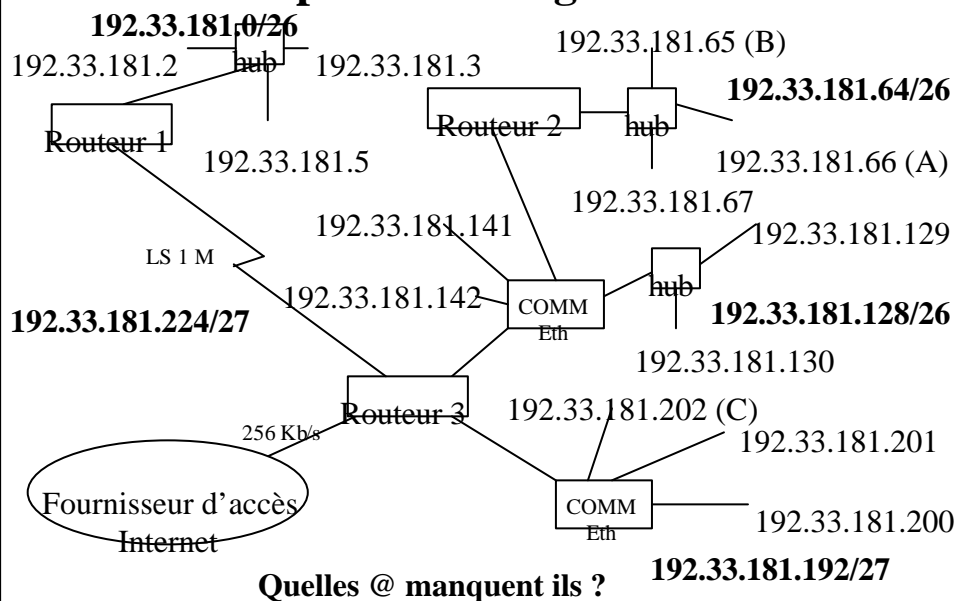 192.33.181.0/26
hub
192.33.181.2
192.33.181.3
192.33.181.65 (B)
192.33.181.64/26
Routeur 1
Routeur 2
hub
192.33.181.5
192.33.181.66 (A)
192.33.181.67
192.33.181.141
192.33.181.129
LS 1 M
192.33.181.142
COMM
Eth
hub
192.33.181.224/27
192.33.181.128/26
192.33.181.130
Routeur 3
192.33.181.202 (C)
256 Kb/s
192.33.181.201
Fournisseur d’accès
Internet
COMM
Eth
192.33.181.200
192.33.181.192/27
Quelles @ manquent ils ?